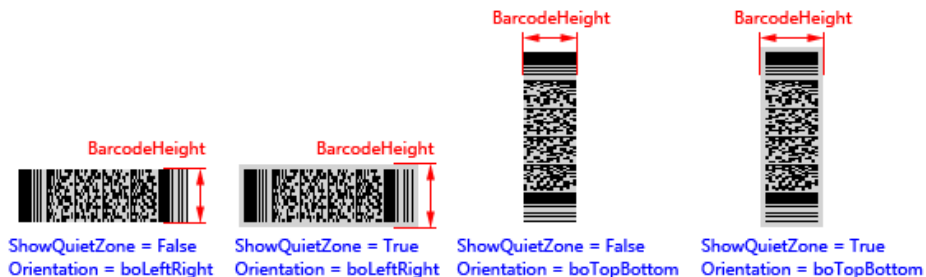 BarcodeHeight
BarcodeHeight
BarcodeHeight
BarcodeHeight
ShowQuietZone = False
Orientation = boLeftRight
ShowQuietZone = True
Orientation = boLeftRight
ShowQuietZone = False
Orientation = boTopBottom
ShowQuietZone = True
Orientation = boTopBottom